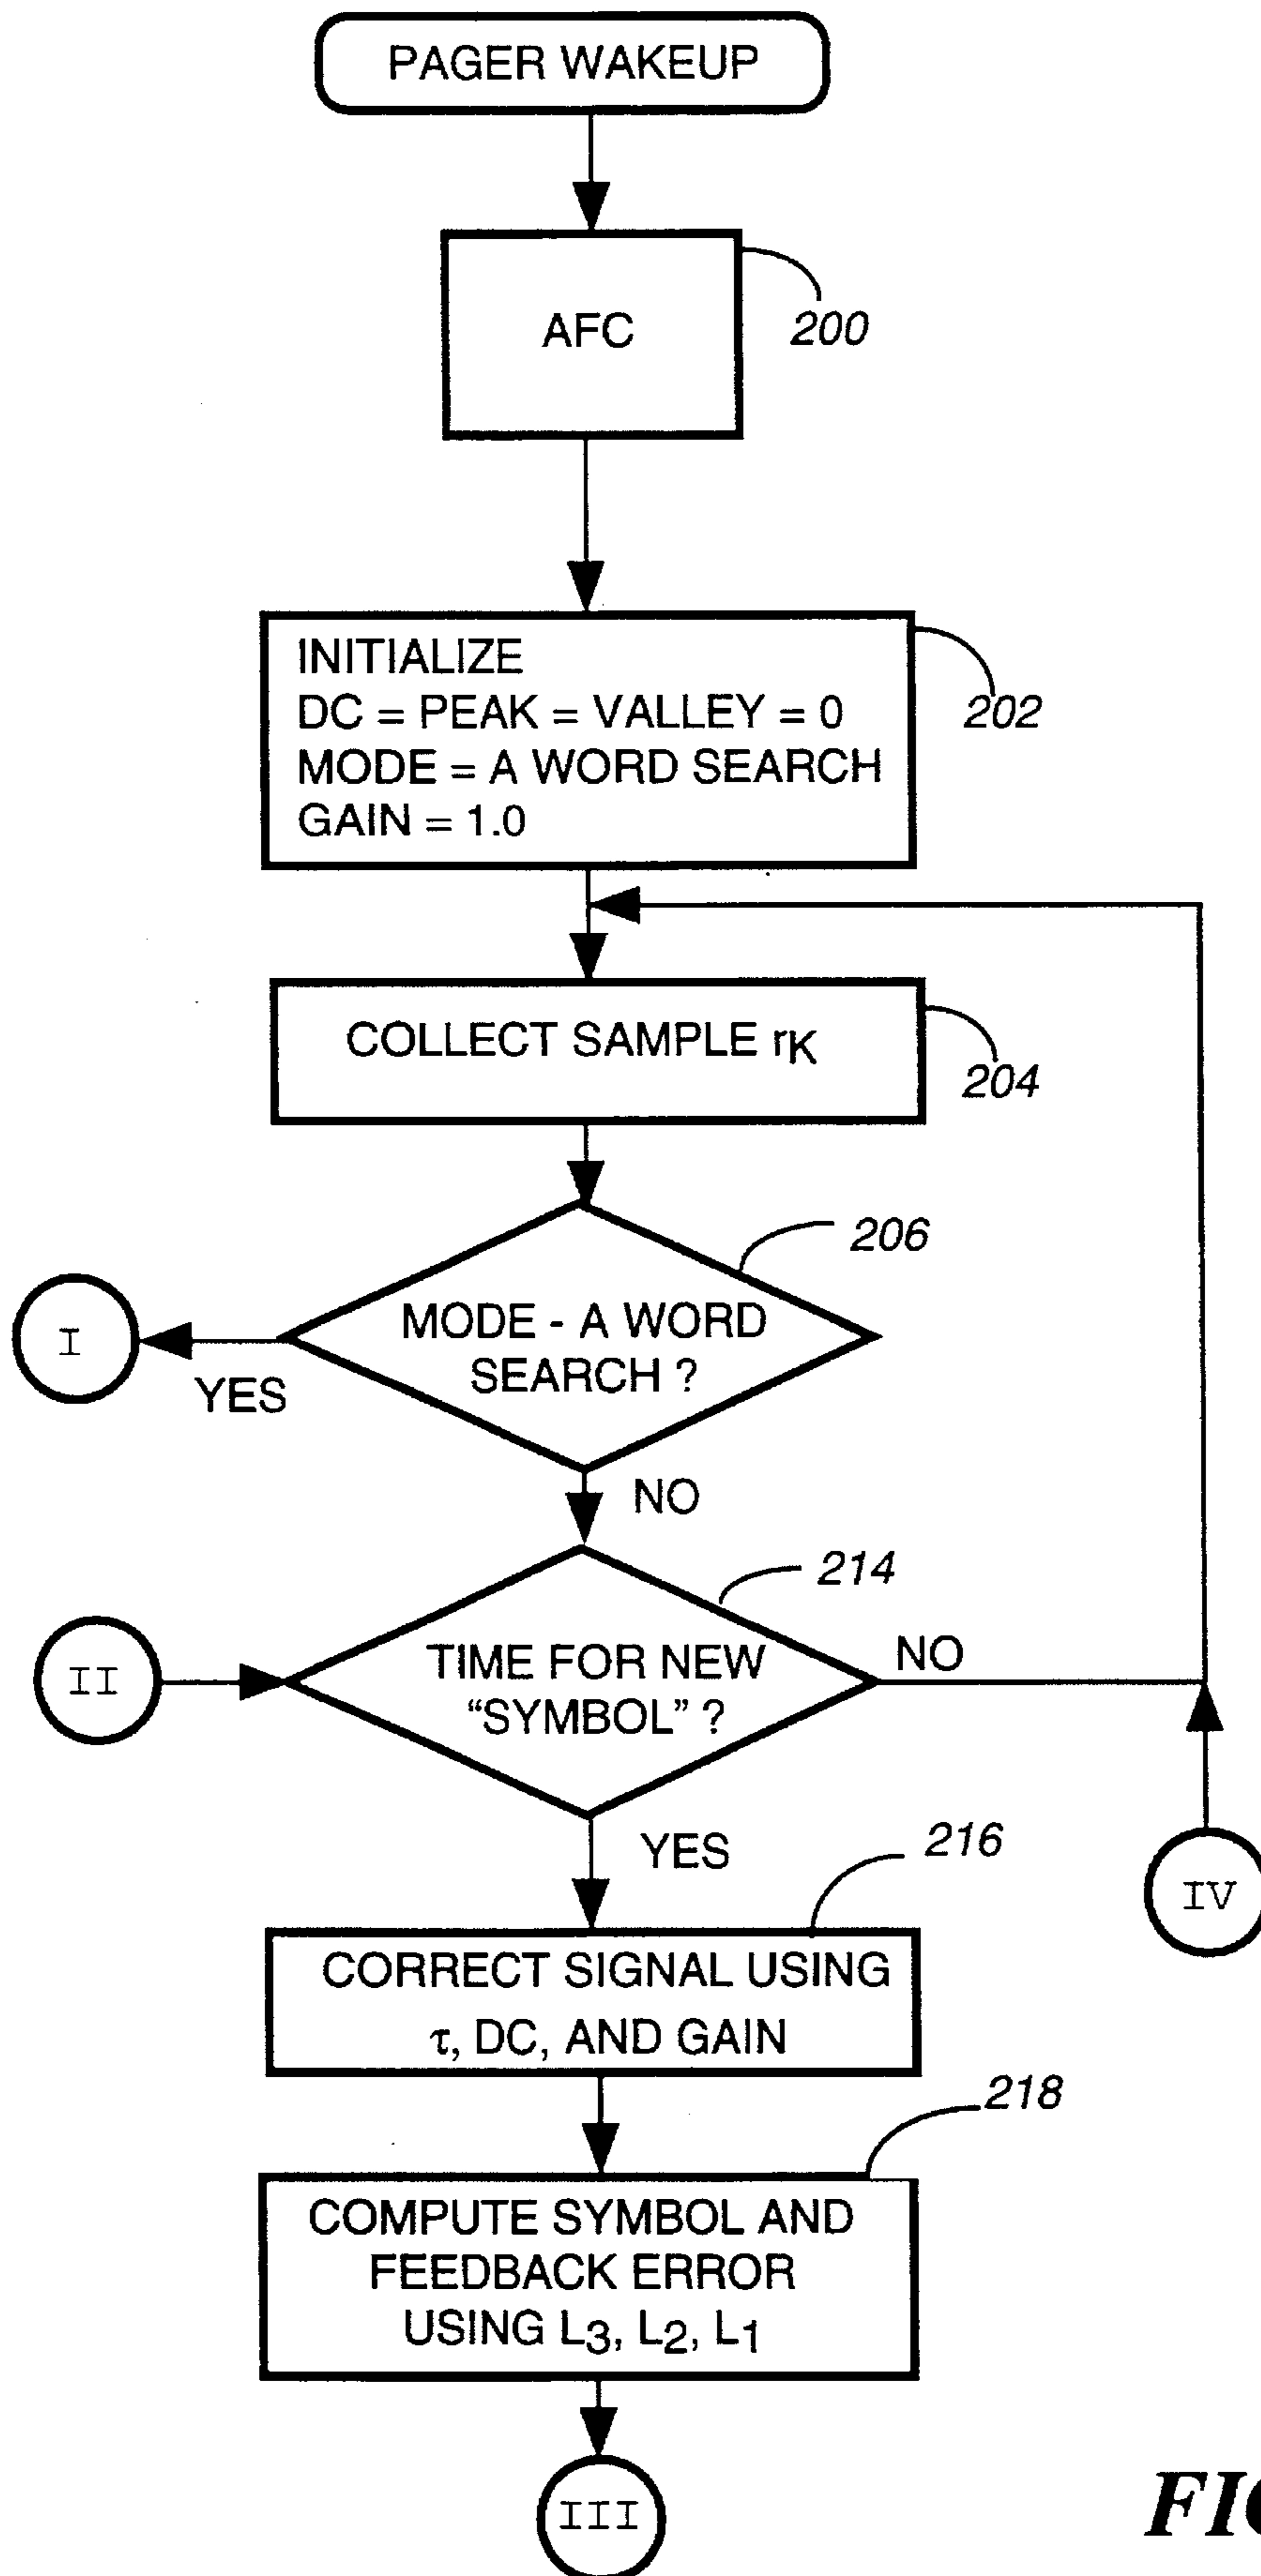 PAGER WAKEUP
AFC
200
INITIALIZE
DC = PEAK = VALLEY = 0
MODE = A WORD SEARCH
GAIN = 1.0
202
COLLECT SAMPLE rK
204
206
MODE - A WORD
SEARCH ?
I
YES
NO
214
II
TIME FOR NEW
“SYMBOL” ?
NO
YES
216
IV
CORRECT SIGNAL USING
τ, DC, AND GAIN
218
COMPUTE SYMBOL AND
FEEDBACK ERROR
USING L3, L2, L1
III